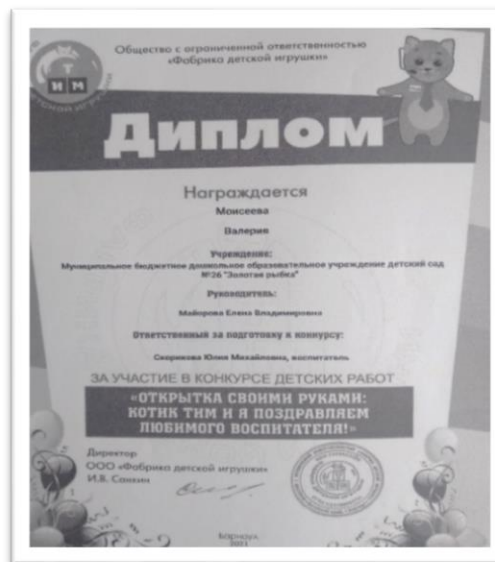 Общество с ограниченной ответственностью
«Фабрика детской игрушки»
ТИМ
Диплом
Награждается
Моисеева
Валерия
Учреждение:
Муниципальное бюджетное дошкольное образовательное учреждение детский сад
№26 "Золотая рыбка"
Руководитель:
Майорова Елена Владимировна
Ответственный за подготовку к конкурсу:
Скорикова Юлия Михайловна, воспитатель
ЗА УЧАСТИЕ В КОНКУРСЕ ДЕТСКИХ РАБОТ
«ОТКРЫТКА СВОИМИ РУКАМИ:
КОТИК ТИМ И Я ПОЗДРАВЛЯЕМ
ЛЮБИМОГО ВОСПИТАТЕЛЯ!»
Директор
ООО «Фабрика детской игрушки»
И.В.
Барнаул
2021